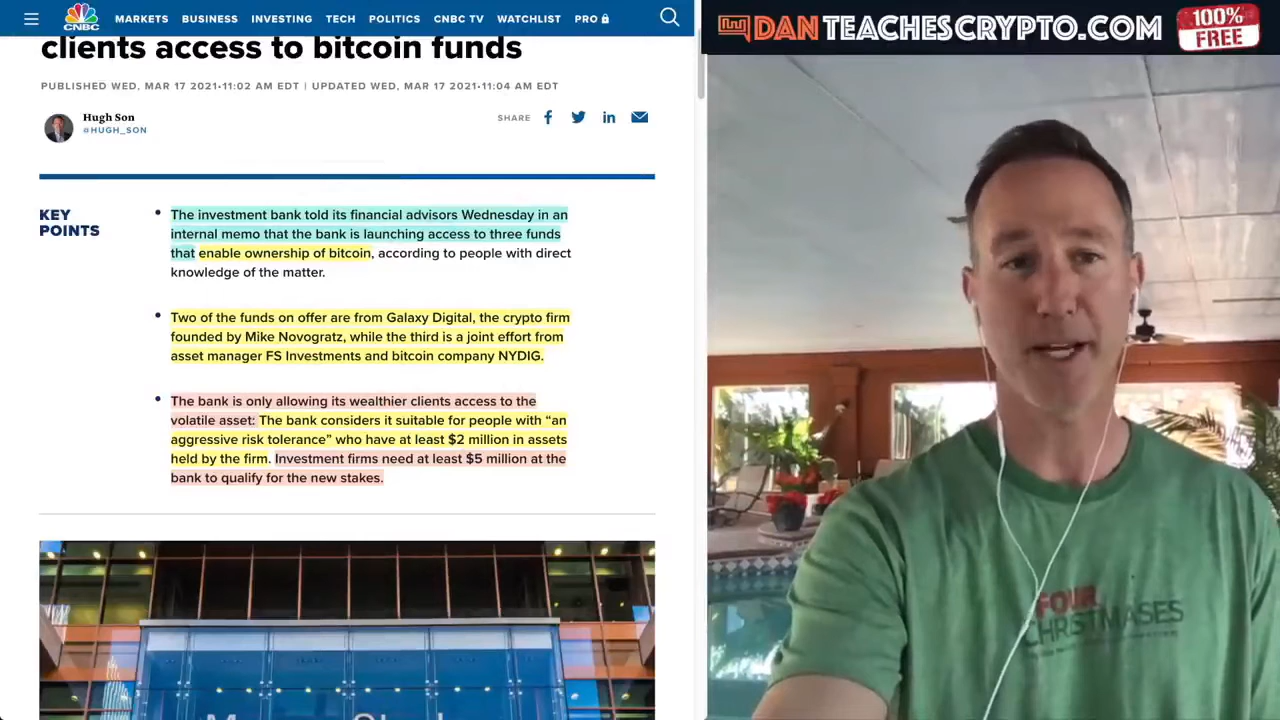 CNBC
MARKETS BUSINESS INVESTING TECH POLITICS CNBC TV WATCHLIST PRO
clients access to bitcoin funds
PUBLISHED WED, MAR 17 2021•11:02 AM EDT | UPDATED WED, MAR 17 2021•11:04 AM EDT
Hugh Son
@HUGH_SON
SHARE
KEY
POINTS
The investment bank told its financial advisors Wednesday in an
internal memo that the bank is launching access to three funds
that enable ownership of bitcoin, according to people with direct
knowledge of the matter.
Two of the funds on offer are from Galaxy Digital, the crypto firm
founded by Mike Novogratz, while the third is a joint effort from
asset manager FS Investments and bitcoin company NYDIG.
The bank is only allowing its wealthier clients access to the
volatile asset: The bank considers it suitable for people with “an
aggressive risk tolerance” who have at least $2 million in assets
held by the firm. Investment firms need at least $5 million at the
bank to qualify for the new stakes.
DANTEACHESCRYPTO.COM
100%
FREE
FOUR
CHRISTMASES